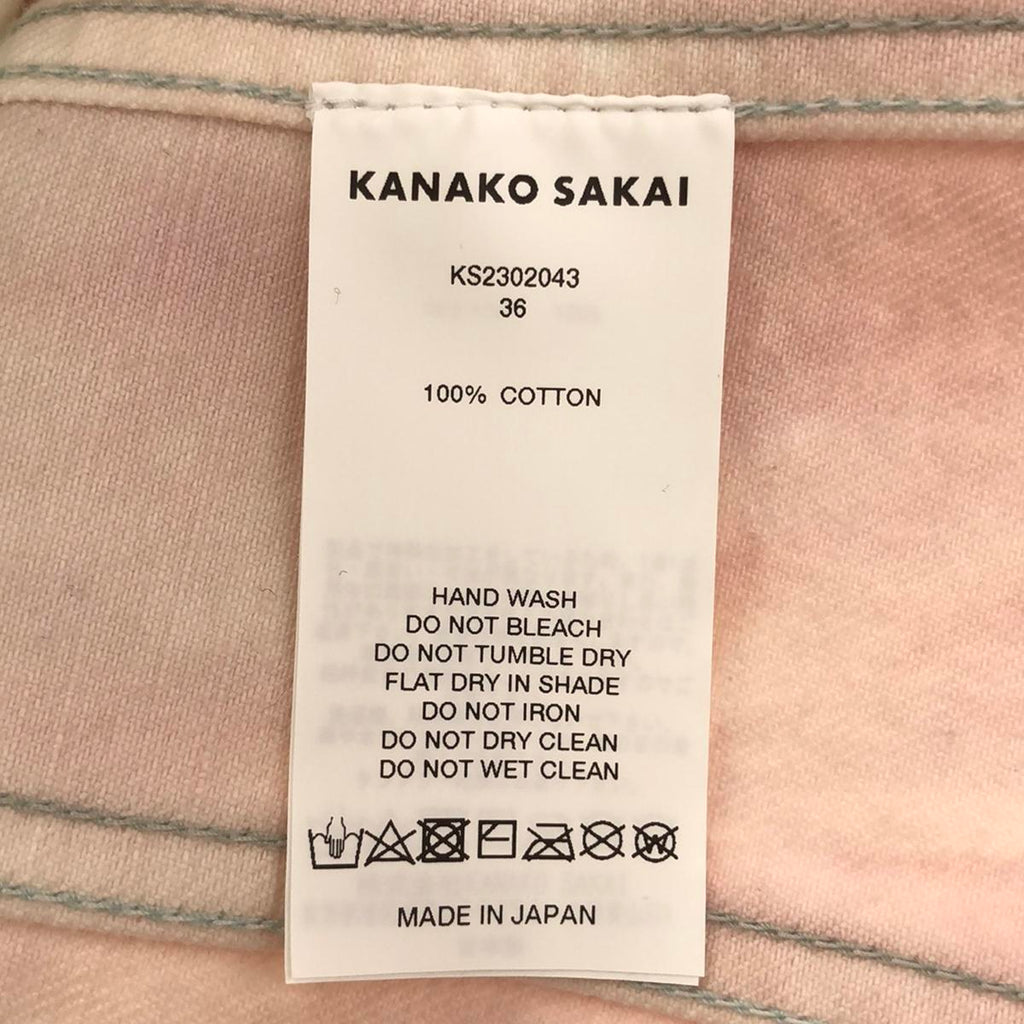 KANAKO SAKAI
KS2302043
36
100% COTTON
HAND WASH
DO NOT BLEACH
DO NOT TUMBLE DRY
FLAT DRY IN SHADE
DO NOT IRON
DO NOT DRY CLEAN
DO NOT WET CLEAN
W
MADE IN JAPAN